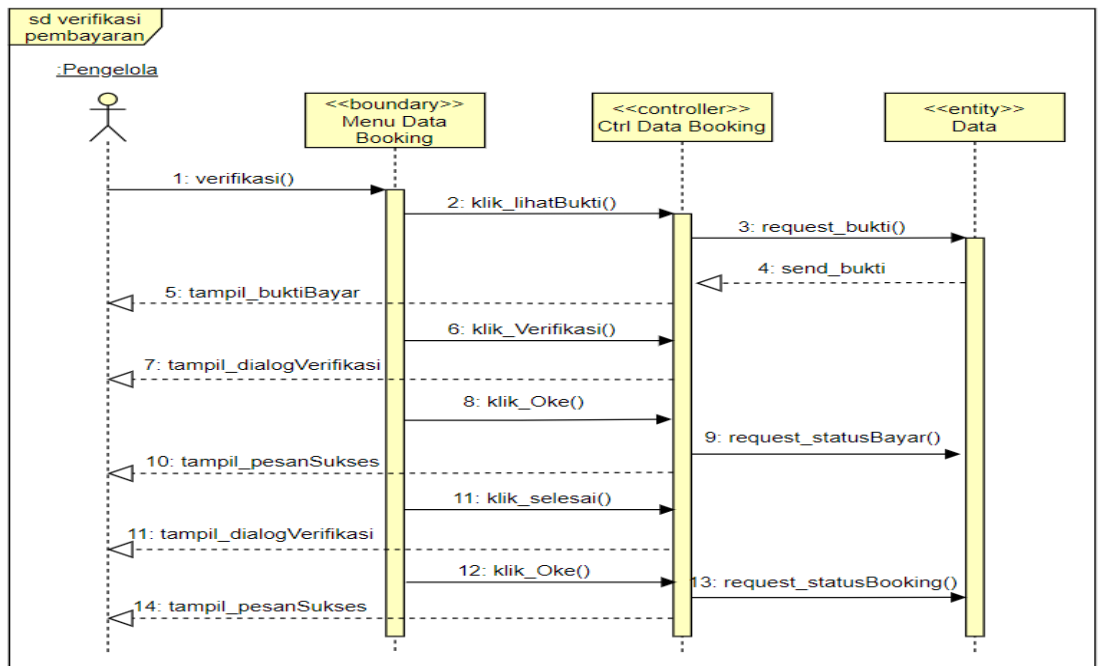 sd verifikasi
pembayaran
:Pengelola
<<boundary>>
Menu Data
Booking
<<controller>>
Ctrl Data Booking
<<entity>>
Data
1: verifikasi()
2: klik_lihatBukti()
3: request_bukti()
4: send_bukti
5: tampil_buktiBayar
6: klik_Verifikasi()
7: tampil_dialogVerifikasi
8: klik_Oke()
9: request_statusBayar()
10: tampil_pesanSukses
11: klik_selesai()
11: tampil_dialogVerifikasi
12: klik_Oke()
13: request_statusBooking()
14: tampil_pesanSukses